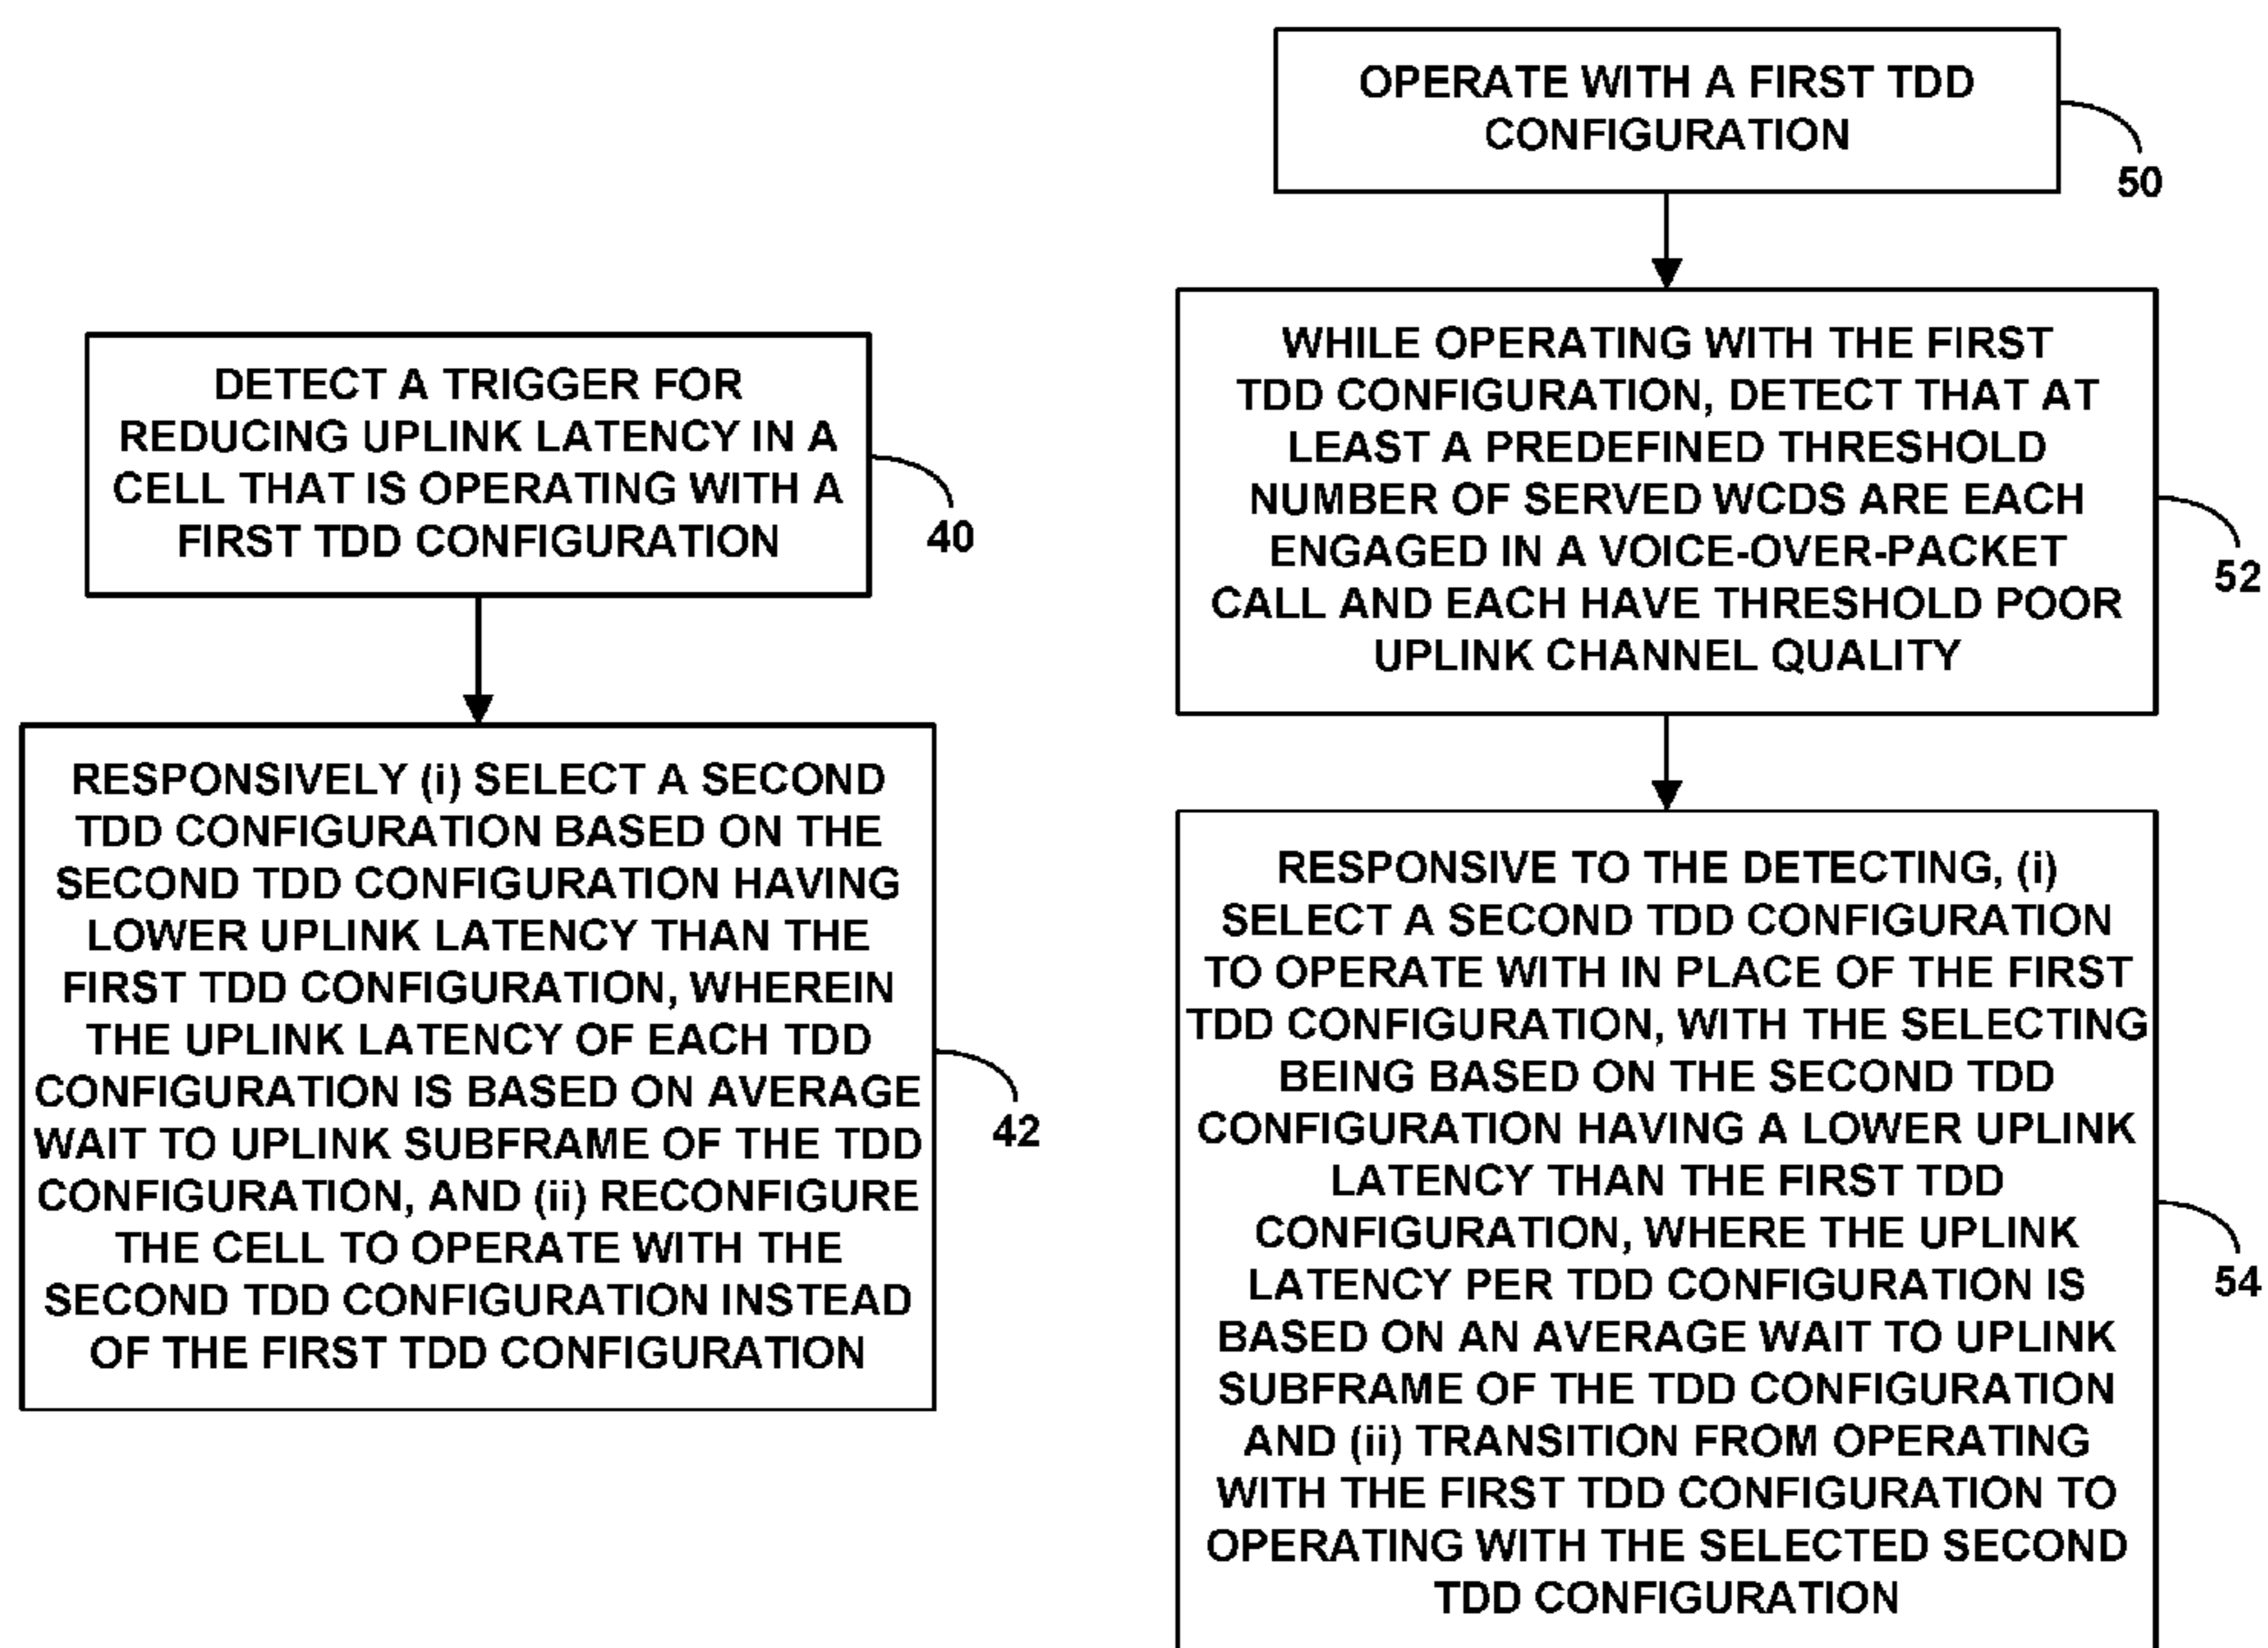 DETECT A TRIGGER FOR
REDUCING UPLINK LATENCY IN A
CELL THAT IS OPERATING WITH A
FIRST TDD CONFIGURATION
40
RESPONSIVELY (i) SELECT A SECOND
TDD CONFIGURATION BASED ON THE
SECOND TDD CONFIGURATION HAVING
LOWER UPLINK LATENCY THAN THE
FIRST TDD CONFIGURATION, WHEREIN
THE UPLINK LATENCY OF EACH TDD
CONFIGURATION IS BASED ON AVERAGE
WAIT TO UPLINK SUBFRAME OF THE TDD
CONFIGURATION, AND (ii) RECONFIGURE
THE CELL TO OPERATE WITH THE
SECOND TDD CONFIGURATION INSTEAD
OF THE FIRST TDD CONFIGURATION
42
OPERATE WITH A FIRST TDD
CONFIGURATION
50
WHILE OPERATING WITH THE FIRST
TDD CONFIGURATION, DETECT THAT AT
LEAST A PREDEFINED THRESHOLD
NUMBER OF SERVED WCDS ARE EACH
ENGAGED IN A VOICE-OVER-PACKET
CALL AND EACH HAVE THRESHOLD POOR
UPLINK CHANNEL QUALITY
52
RESPONSIVE TO THE DETECTING, (i)
SELECT A SECOND TDD CONFIGURATION
TO OPERATE WITH IN PLACE OF THE FIRST
TDD CONFIGURATION, WITH THE SELECTING
BEING BASED ON THE SECOND TDD
CONFIGURATION HAVING A LOWER UPLINK
LATENCY THAN THE FIRST TDD
CONFIGURATION, WHERE THE UPLINK
LATENCY PER TDD CONFIGURATION IS
BASED ON AN AVERAGE WAIT TO UPLINK
SUBFRAME OF THE TDD CONFIGURATION
AND (ii) TRANSITION FROM OPERATING
WITH THE FIRST TDD CONFIGURATION TO
OPERATING WITH THE SELECTED SECOND
TDD CONFIGURATION
54